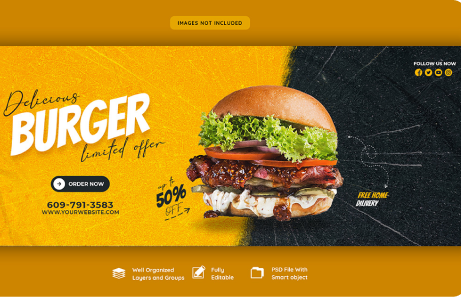 IMAGES NOT INCLUDED
FOLLOW US NOW
Delicious
BURGER
limited offer
ORDER NOW
609-791-3583
WWW.YOURWEBSITE.COM
up to
50%
OFF
FREE HOME-
DILIVERY
Well Organized
Layers and Groups
Fully
Editable
PSD File With
Smart object